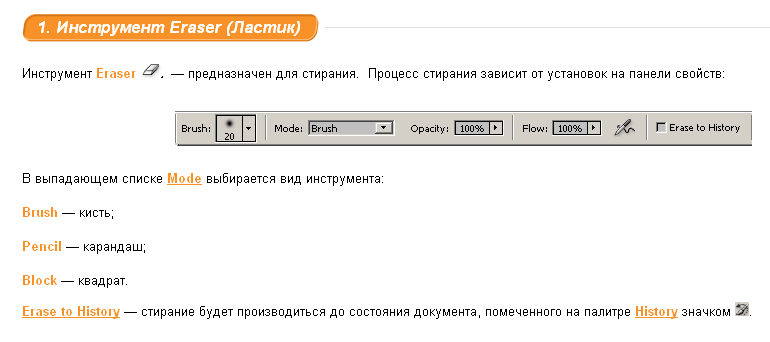 1. Инструмент Eraser (Ластик)
Инструмент Eraser . — предназначен для стирания. Процесс стирания зависит от установок на панели свойств:
Brush: 20 Mode: Brush Opacity: 100% Flow: 100% Erase to History
В выпадающем списке Mode выбирается вид инструмента:
Brush — кисть;
Pencil — карандаш;
Block — квадрат.
Erase to History — стирание будет производиться до состояния документа, помеченного на палитре History значком .